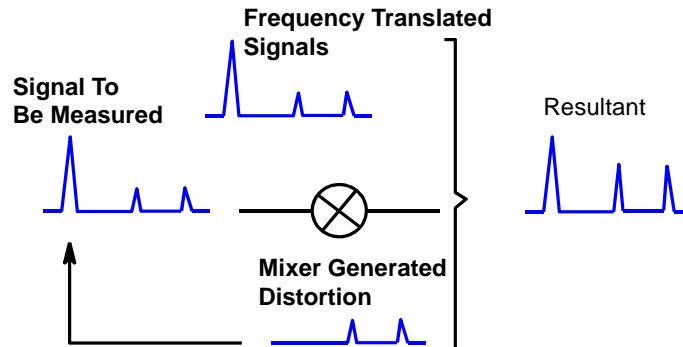 Frequency Translated
Signals
Signal To
Be Measured
Resultant
Mixer Generated
Distortion